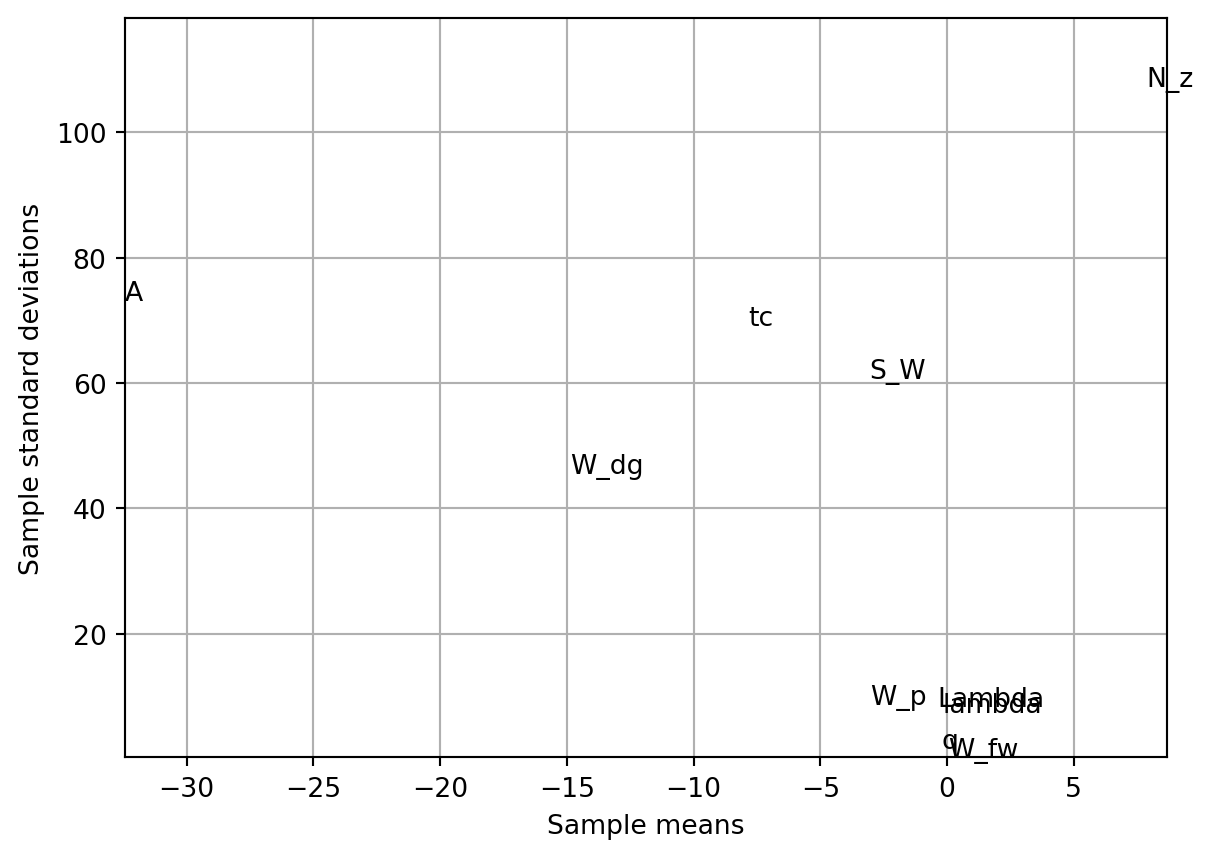 N_z
100
80
A
tc
S_W
60
W_dg
40
20
W_p
Lambda
lambda
q
W_fw
−30 −25 −20 −15 −10 −5 0 5
Sample means
Sample standard deviations